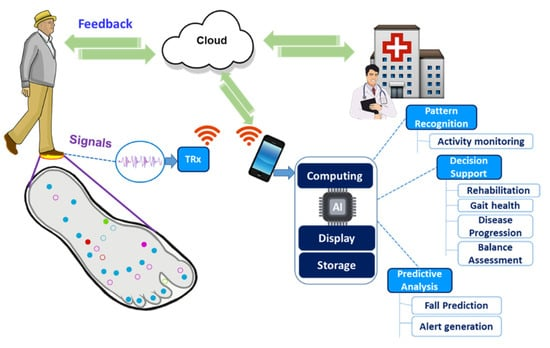 Feedback
Cloud
Signals
TRx
Computing
AI
Display
Storage
Pattern
Recognition
Activity monitoring
Decision
Support
Rehabilitation
Gait health
Disease
Progression
Balance
Assessment
Predictive
Analysis
Fall Prediction
Alert generation